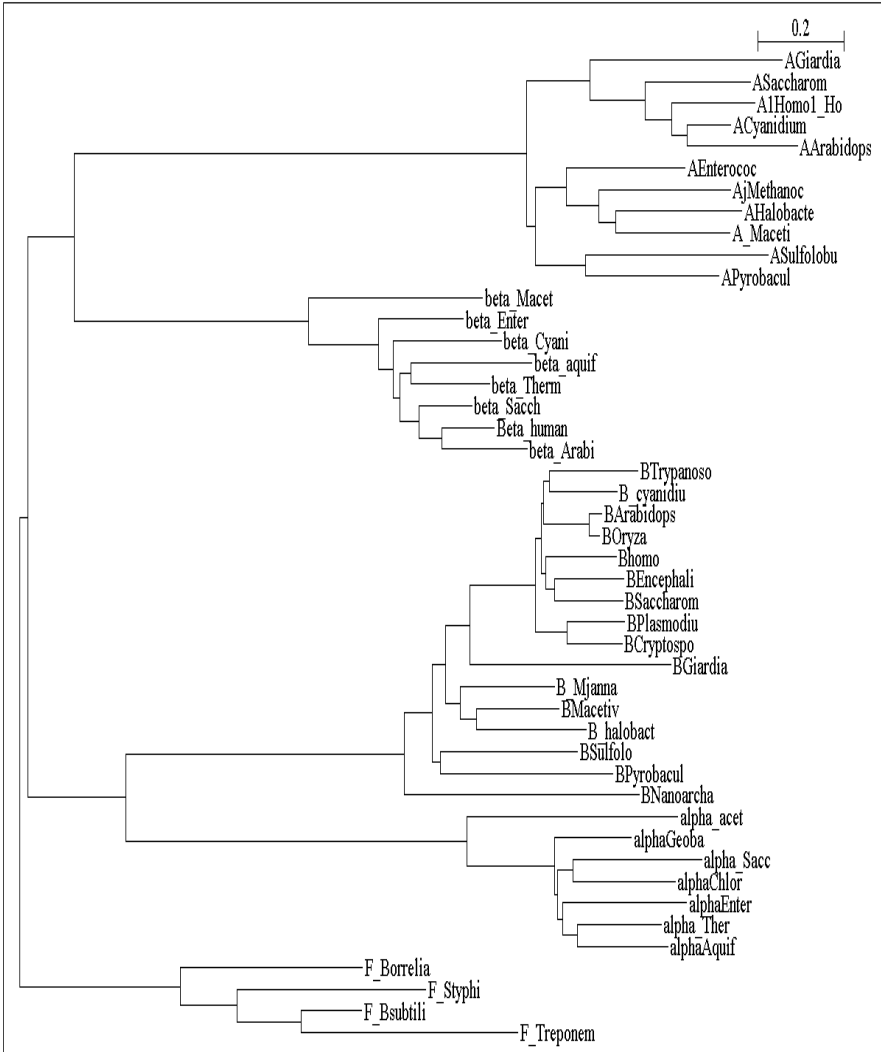 0.2
AGiardia
ASaccharom
A1Homo1_Ho
ACyanidium
AArabidops
AEnterococ
AjMethanoc
AHalobacte
A_Maceti
ASulfolobu
APyrobacul
beta_Macet
beta_Enter
beta_Cyani
beta_aquif
beta_Therm
beta_Sacch
Beta_human
beta_Arabi
BTrypanoso
B_cyanidiu
BArabidops
BOryza
Bhomo
BEncephali
BSaccharom
BPlasmodiu
BCryptospo
BGiardia
B_Mjanna
BMacetiv
B_halobact
BSulfolo
BPyrobacul
BNanoarcha
alpha_acet
alphaGeoba
alpha_Sacc
alphaChlor
alphaEnter
alpha_Ther
alphaAquif
F_Borrelia
F_Styphi
F_Bsubtili
F_Treponem